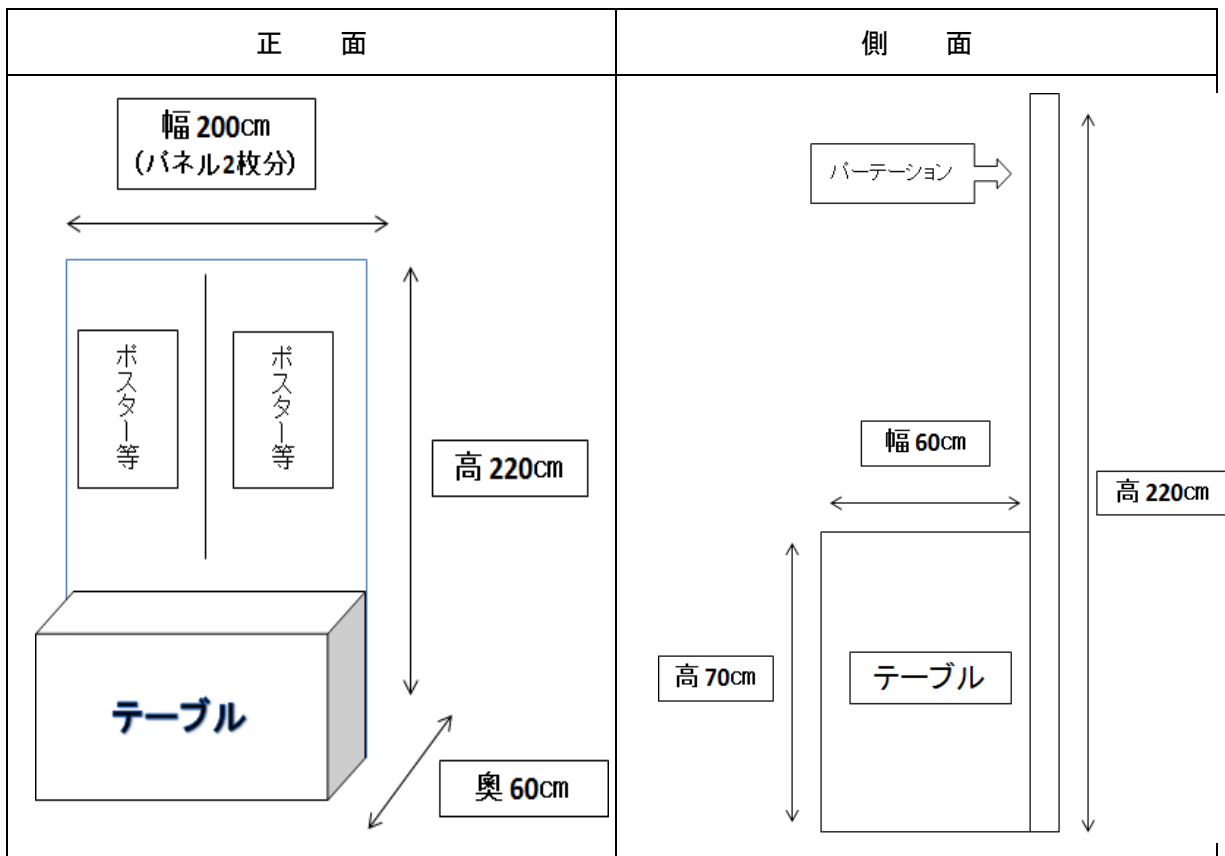 正　面
幅 200㎝
（パネル2枚分）
ポスター等
ポスター等
高 220㎝
テーブル
奥 60㎝
側　面
パーテーション
幅 60㎝
高 220㎝
高 70㎝
テーブル